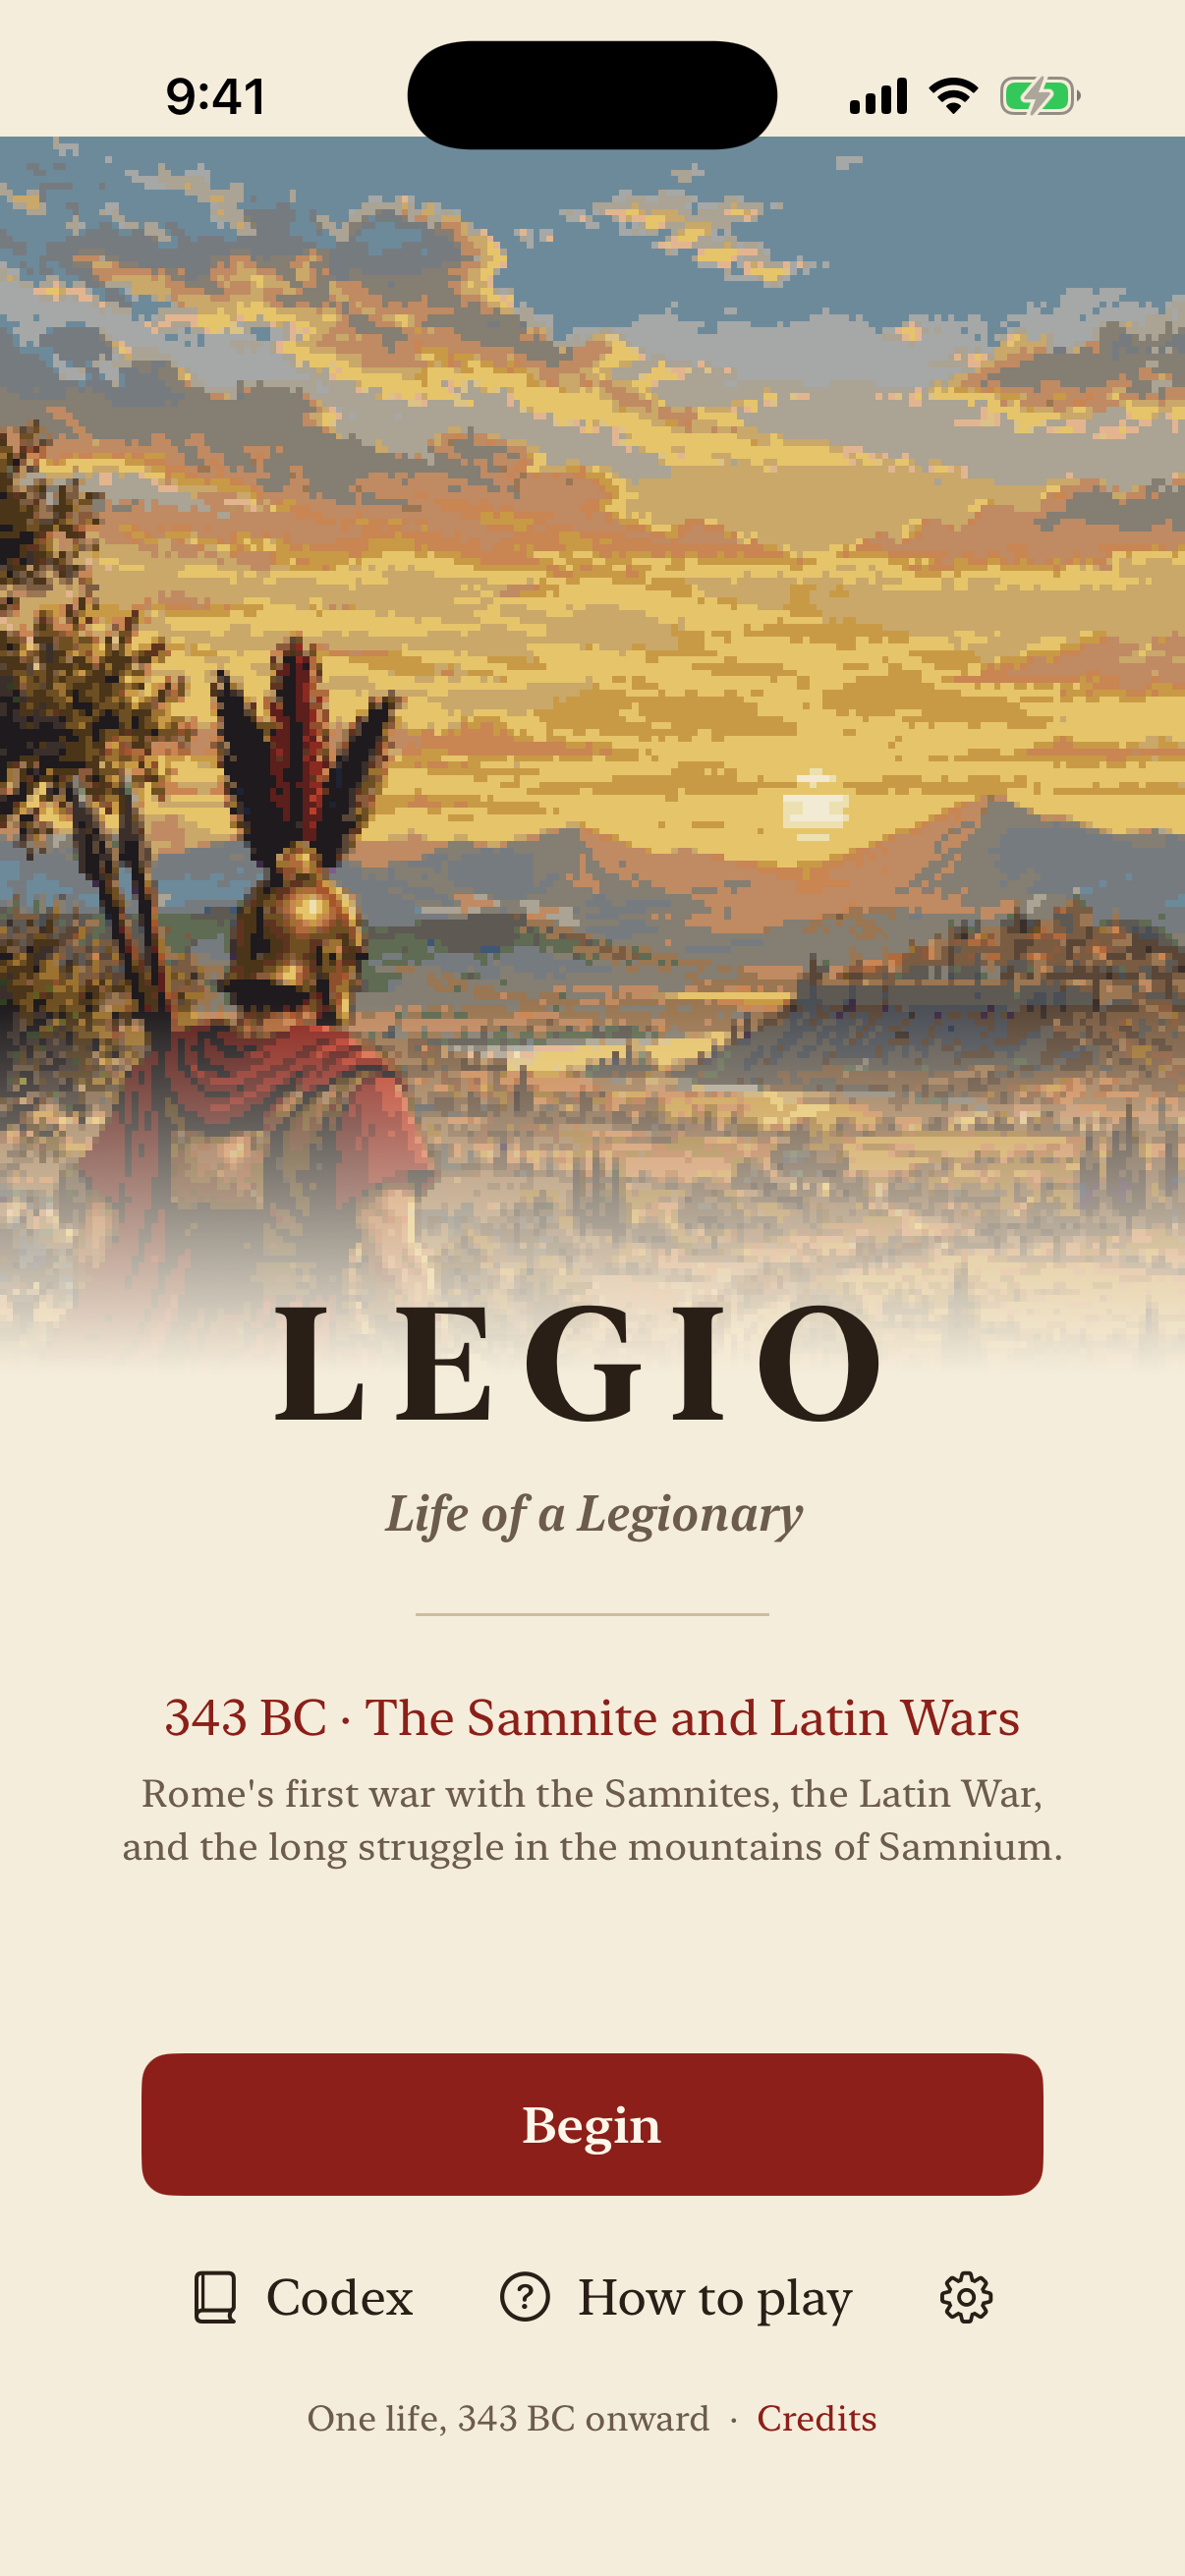 9:41
LEGIO
Life of a Legionary
343 BC · The Samnite and Latin Wars
Rome's first war with the Samnites, the Latin War,
and the long struggle in the mountains of Samnium.
Begin
Codex
How to play
One life, 343 BC onward · Credits